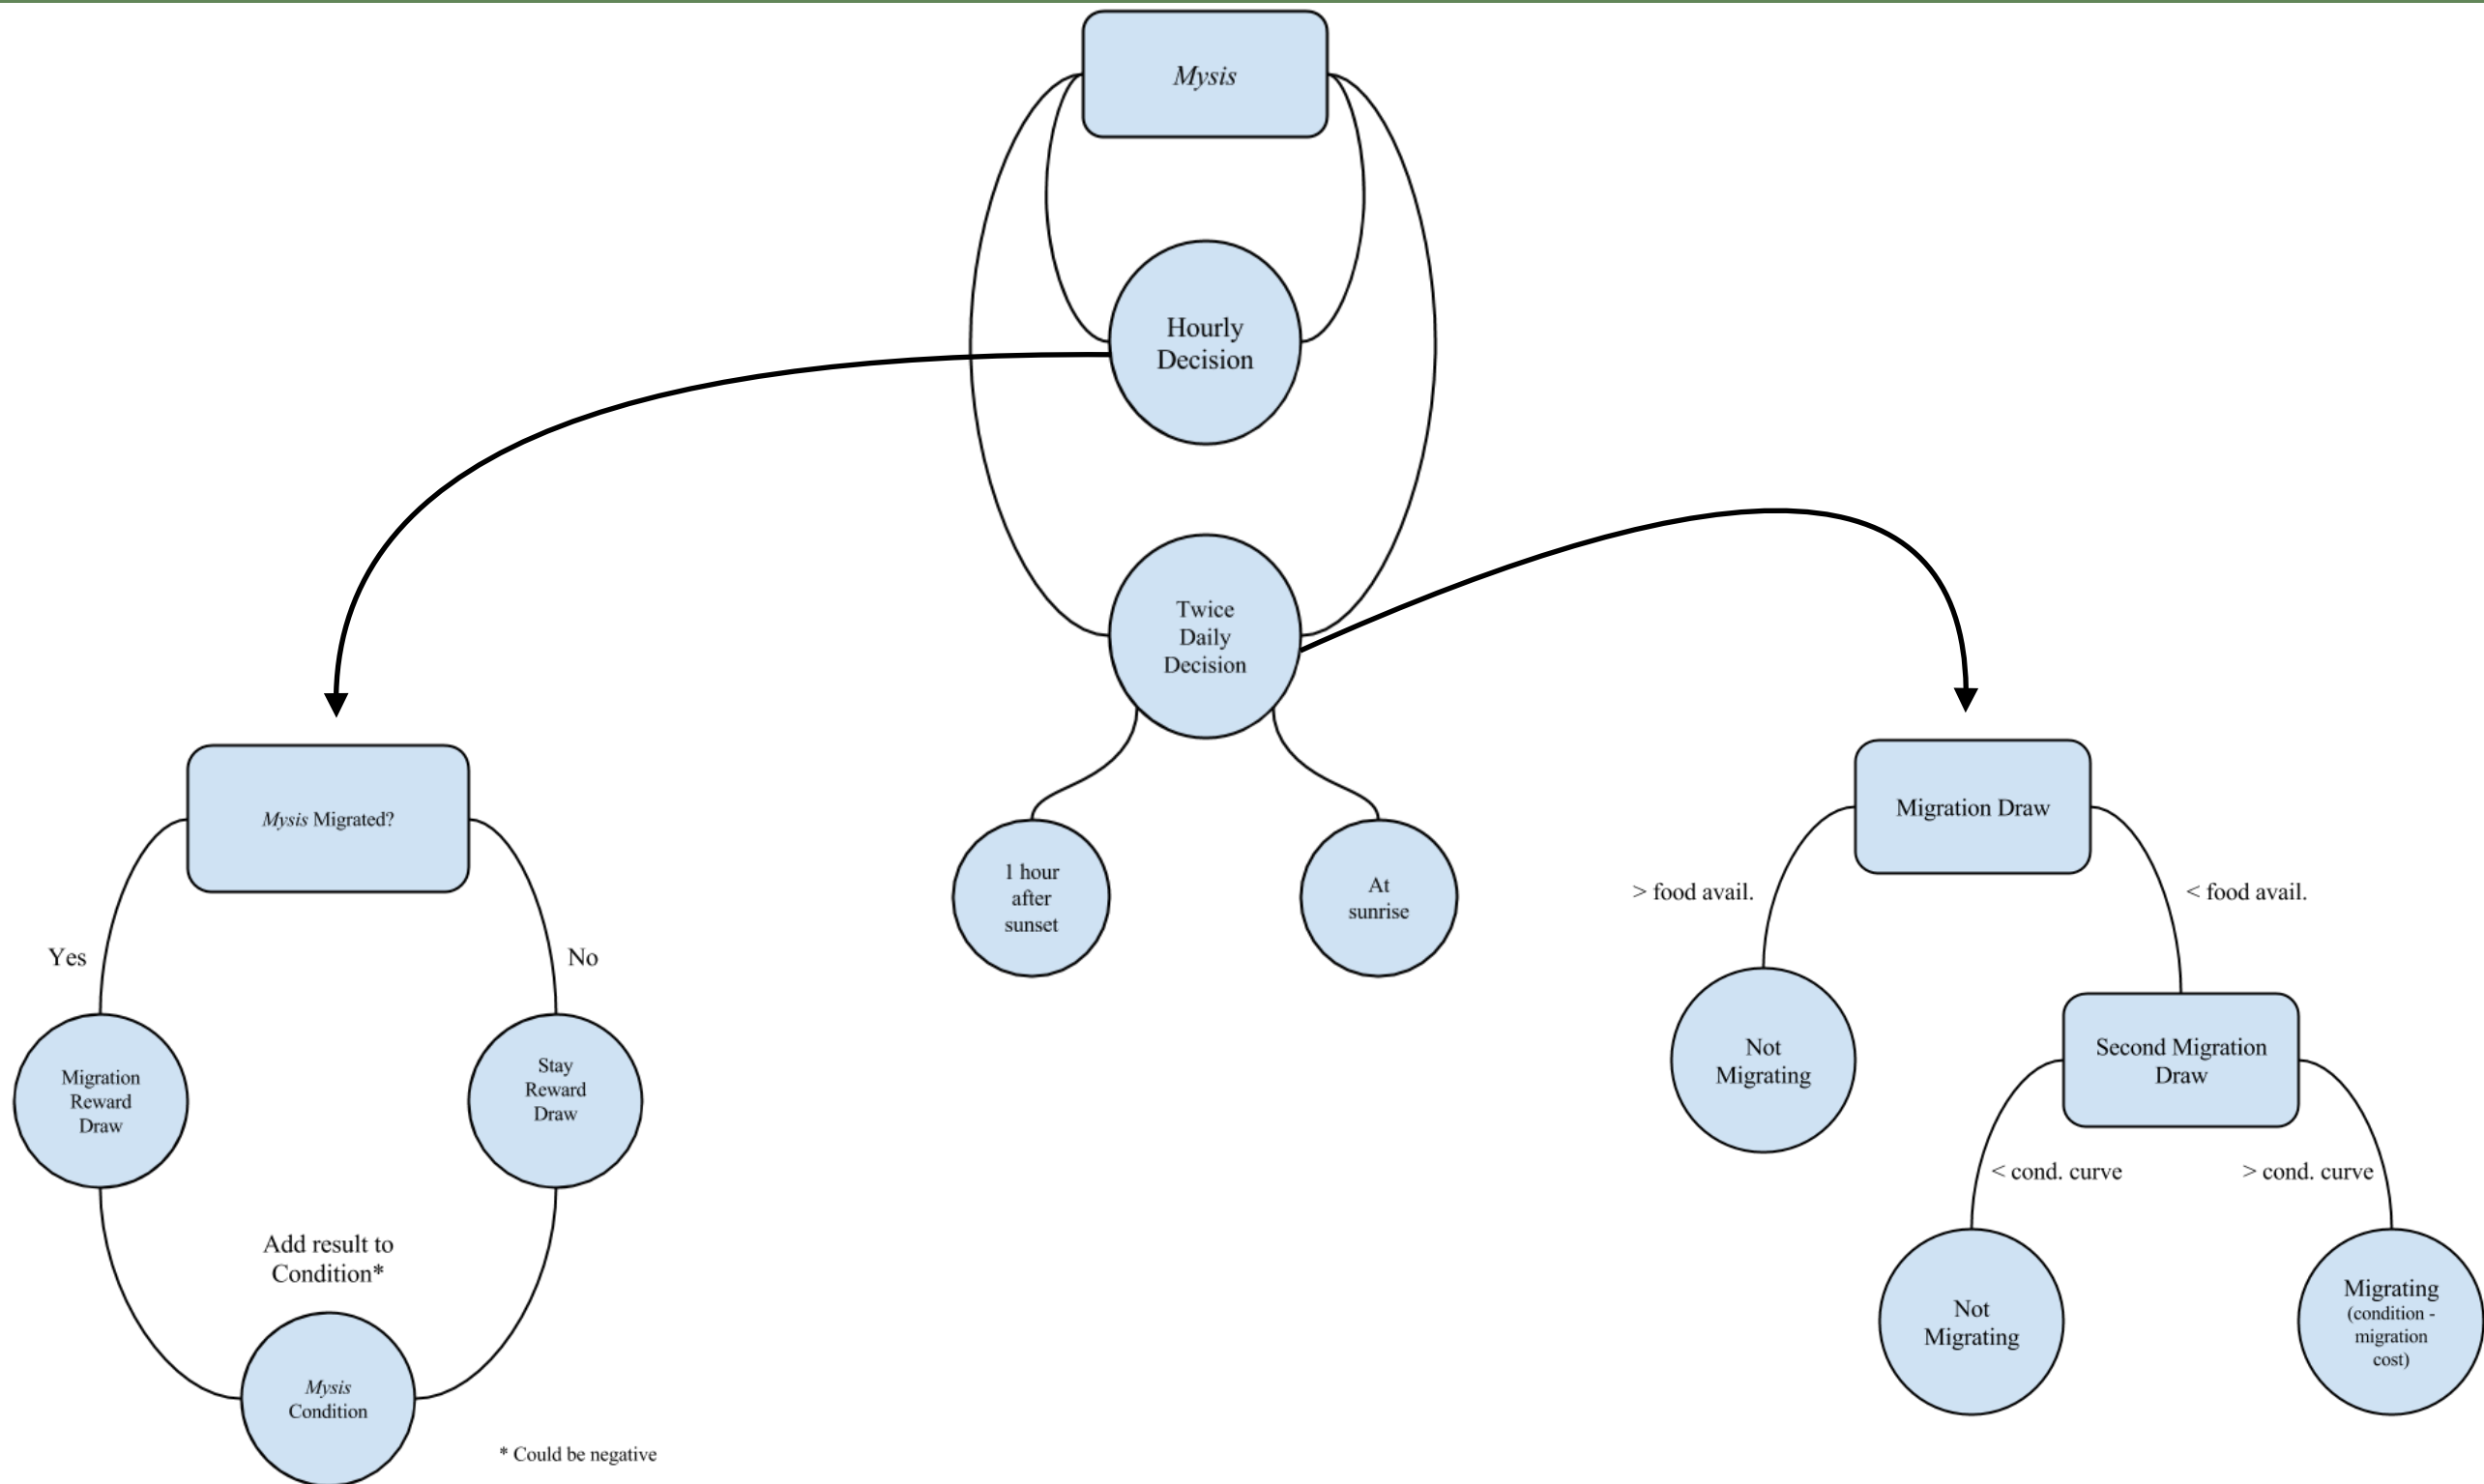 Mysis
Hourly
Decision
Twice
Daily
Decision
1 hour
after
sunset
At
sunrise
Mysis Migrated?
Yes
No
Migration
Reward
Draw
Stay
Reward
Draw
Add result to
Condition*
Mysis
Condition
* Could be negative
Migration Draw
> food avail.
< food avail.
Not
Migrating
Second Migration
Draw
< cond. curve
> cond. curve
Not
Migrating
Migrating
(condition -
migration
cost)